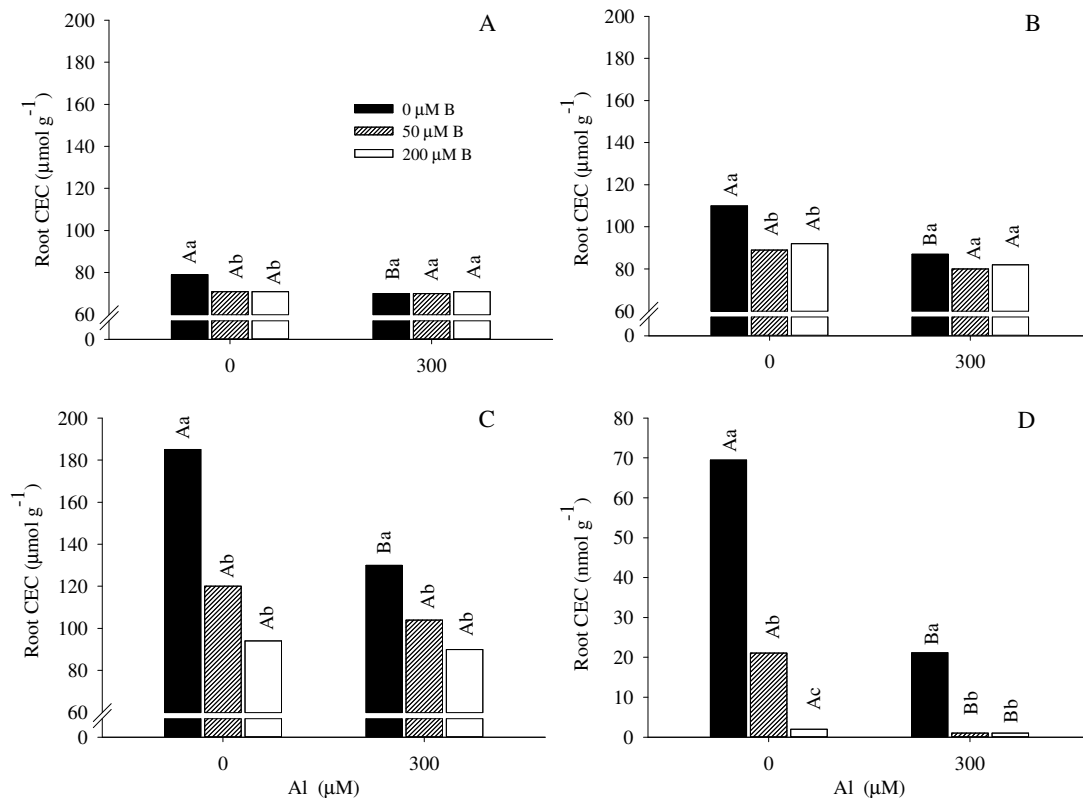 A
Root CEC (µmol g-1)
200
180
160
140
120
100
80
60
0
0 µM B
50 µM B
200 µM B
Aa
Ab
Ab
Ba
Aa
Aa
0
300
B
Root CEC (µmol g-1)
200
180
160
140
120
100
80
60
0
Aa
Ab
Ab
Ba
Aa
Aa
0
300
C
Root CEC (µmol g-1)
200
180
160
140
120
100
80
60
0
Aa
Ab
Ab
Ba
Ab
Ab
0
300
Al (µM)
D
Root CEC (nmol g-1)
80
70
60
50
40
30
20
10
0
Aa
Ab
Ac
Ba
Bb
Bb
0
300
Al (µM)